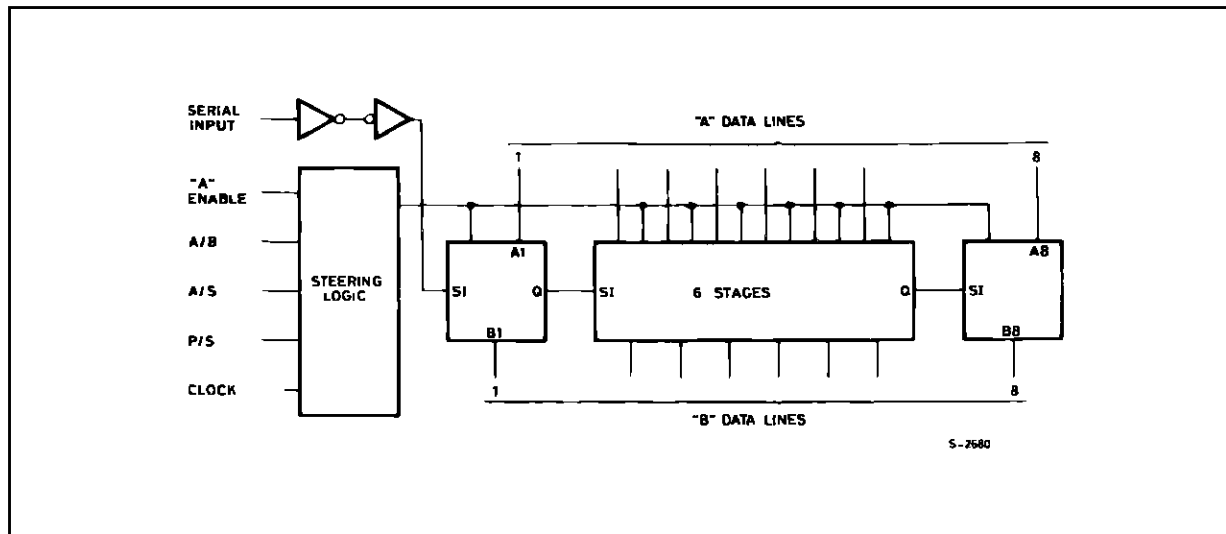 SERIAL
INPUT
"A" DATA LINES
1
8
"A"
ENABLE
A/B
A/S
P/S
CLOCK
STEERING
LOGIC
A1
SI
Q
B1
SI
6 STAGES
Q
A8
SI
B8
1
8
"B" DATA LINES
S-2680